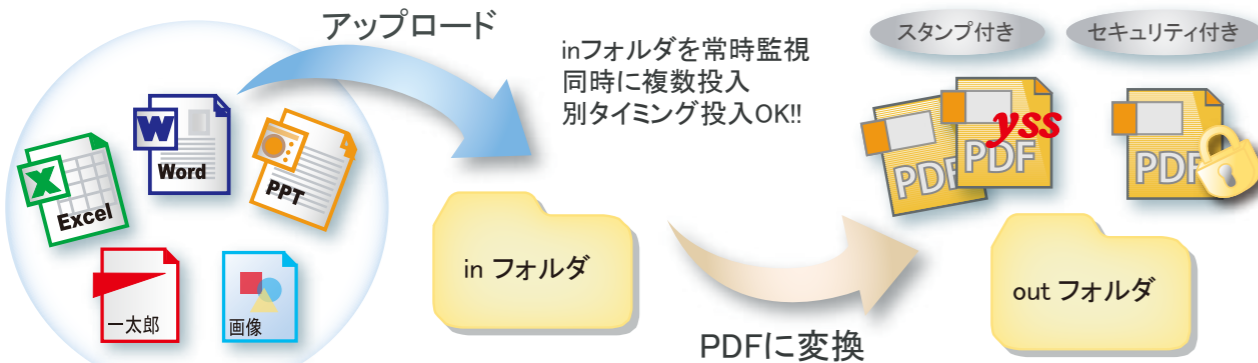 アップロード
inフォルダを常時監視
同時に複数投入
別タイミング投入OK!!
スタンプ付き
セキュリティ付き
W
Word
X
Excel
PPT
一太郎
画像
in フォルダ
PDFに変換
PDF
yss
PDF
PDF
out フォルダ